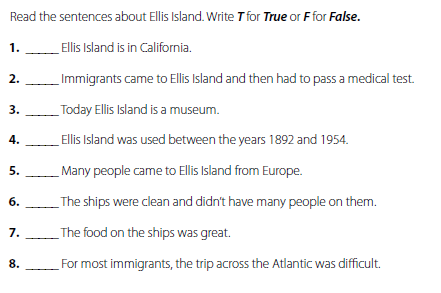 Read the sentences about Ellis Island. Write T for True or F for False.
1. _____ Ellis Island is in California.
2. _____ Immigrants came to Ellis Island and then had to pass a medical test.
3. _____ Today Ellis Island is a museum.
4. _____ Ellis Island was used between the years 1892 and 1954.
5. _____ Many people came to Ellis Island from Europe.
6. _____ The ships were clean and didn't have many people on them.
7. _____ The food on the ships was great.
8. _____ For most immigrants, the trip across the Atlantic was difficult.